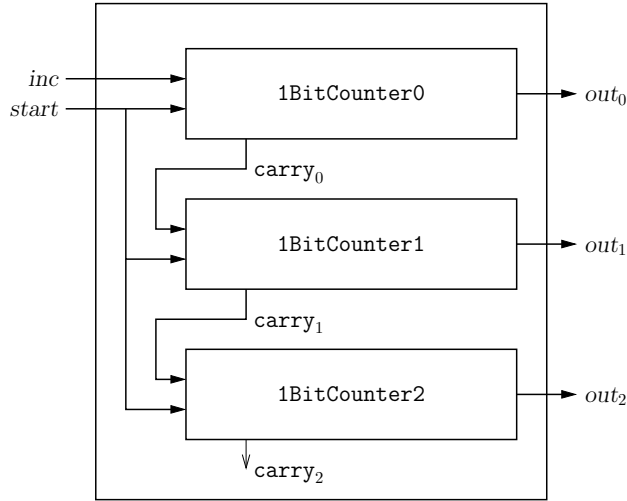 inc
1BitCounter0
out₀
start
carry₀
1BitCounter1
out₁
carry₁
1BitCounter2
out₂
carry₂